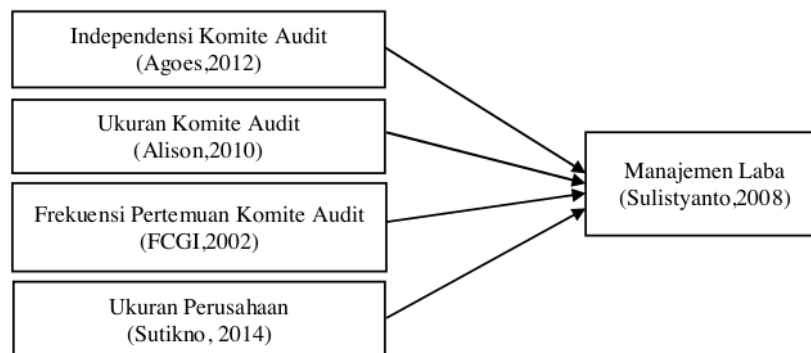 Independensi Komite Audit
(Agoes,2012)
Ukuran Komite Audit
(Alison,2010)
Frekuensi Pertemuan Komite Audit
(FCGI,2002)
Ukuran Perusahaan
(Sutikno, 2014)
Manajemen Laba
(Sulistyanto,2008)